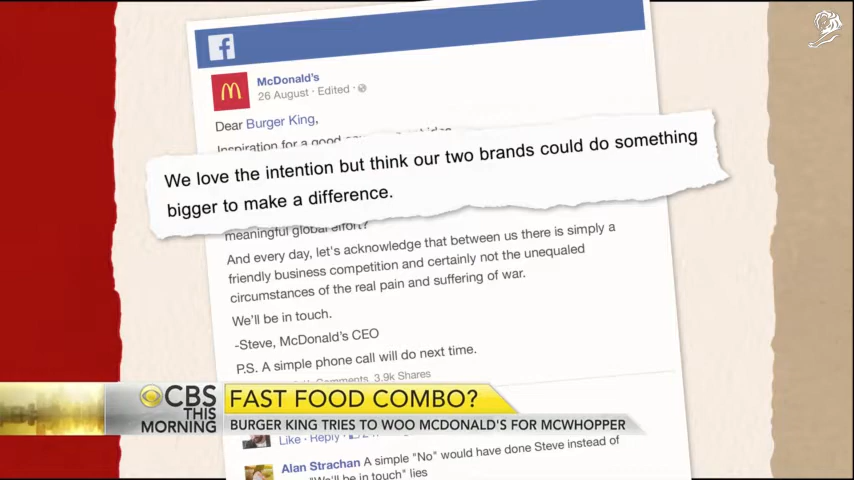 McDonald's
26 August · Edited ·
Dear Burger King,
Inspiration for a good
We love the intention but think our two brands could do something
bigger to make a difference.
meaningful global effort?
And every day, let's acknowledge that between us there is simply a
friendly business competition and certainly not the unequaled
circumstances of the real pain and suffering of war.
We'll be in touch.
-Steve, McDonald's CEO
P.S. A simple phone call will do next time.
Comments 3.9k Shares
CBS
THIS
MORNING
FAST FOOD COMBO?
BURGER KING TRIES TO WOO MCDONALD'S FOR MCWHOPPER
Like · Reply ·
Alan Strachan A simple "No" would have done Steve instead of
"We'll be in touch" lies